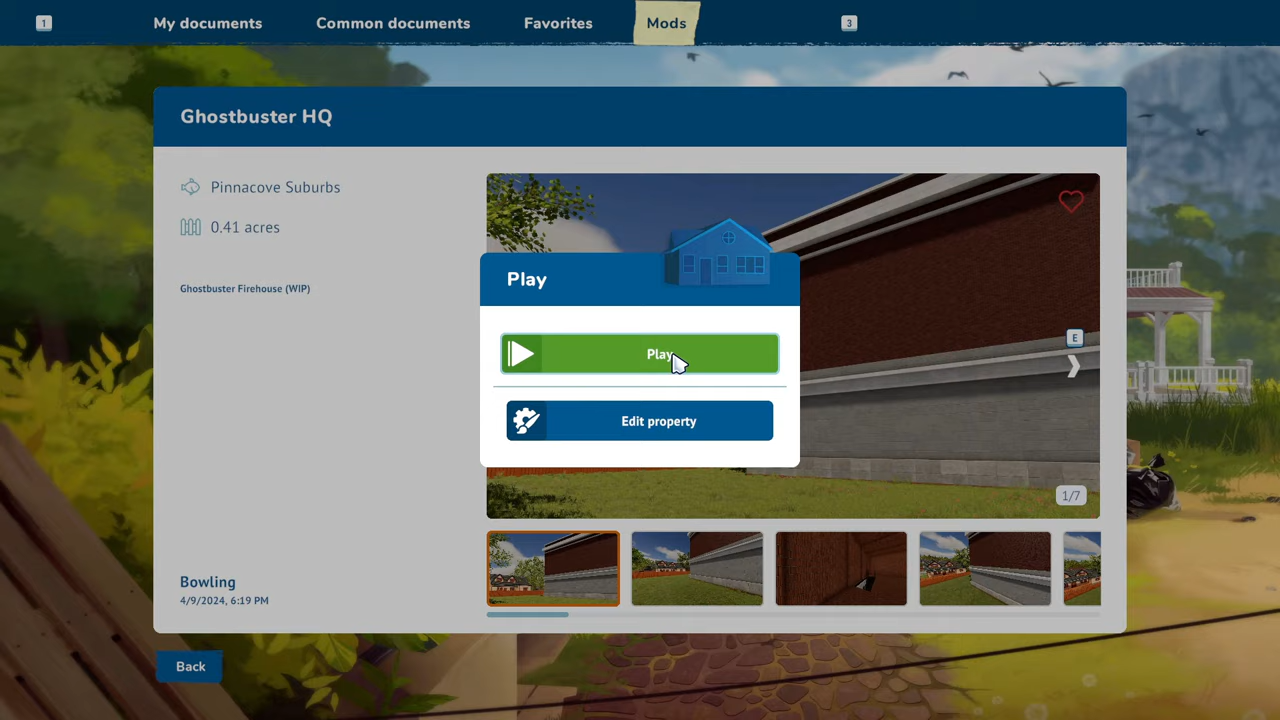 1
My documents
Common documents
Favorites
Mods
3
Ghostbuster HQ
Pinnacove Suburbs
0.41 acres
Ghostbuster Firehouse (WIP)
Play
Play
Edit property
E
1/7
Bowling
4/9/2024, 6:19 PM
Back